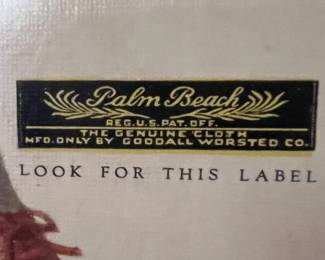 Palm Beach
REG. U.S. PAT. OFF.
THE GENUINE CLOTH
MFD. ONLY BY GOODALL WORSTED CO.
LOOK FOR THIS LABEL